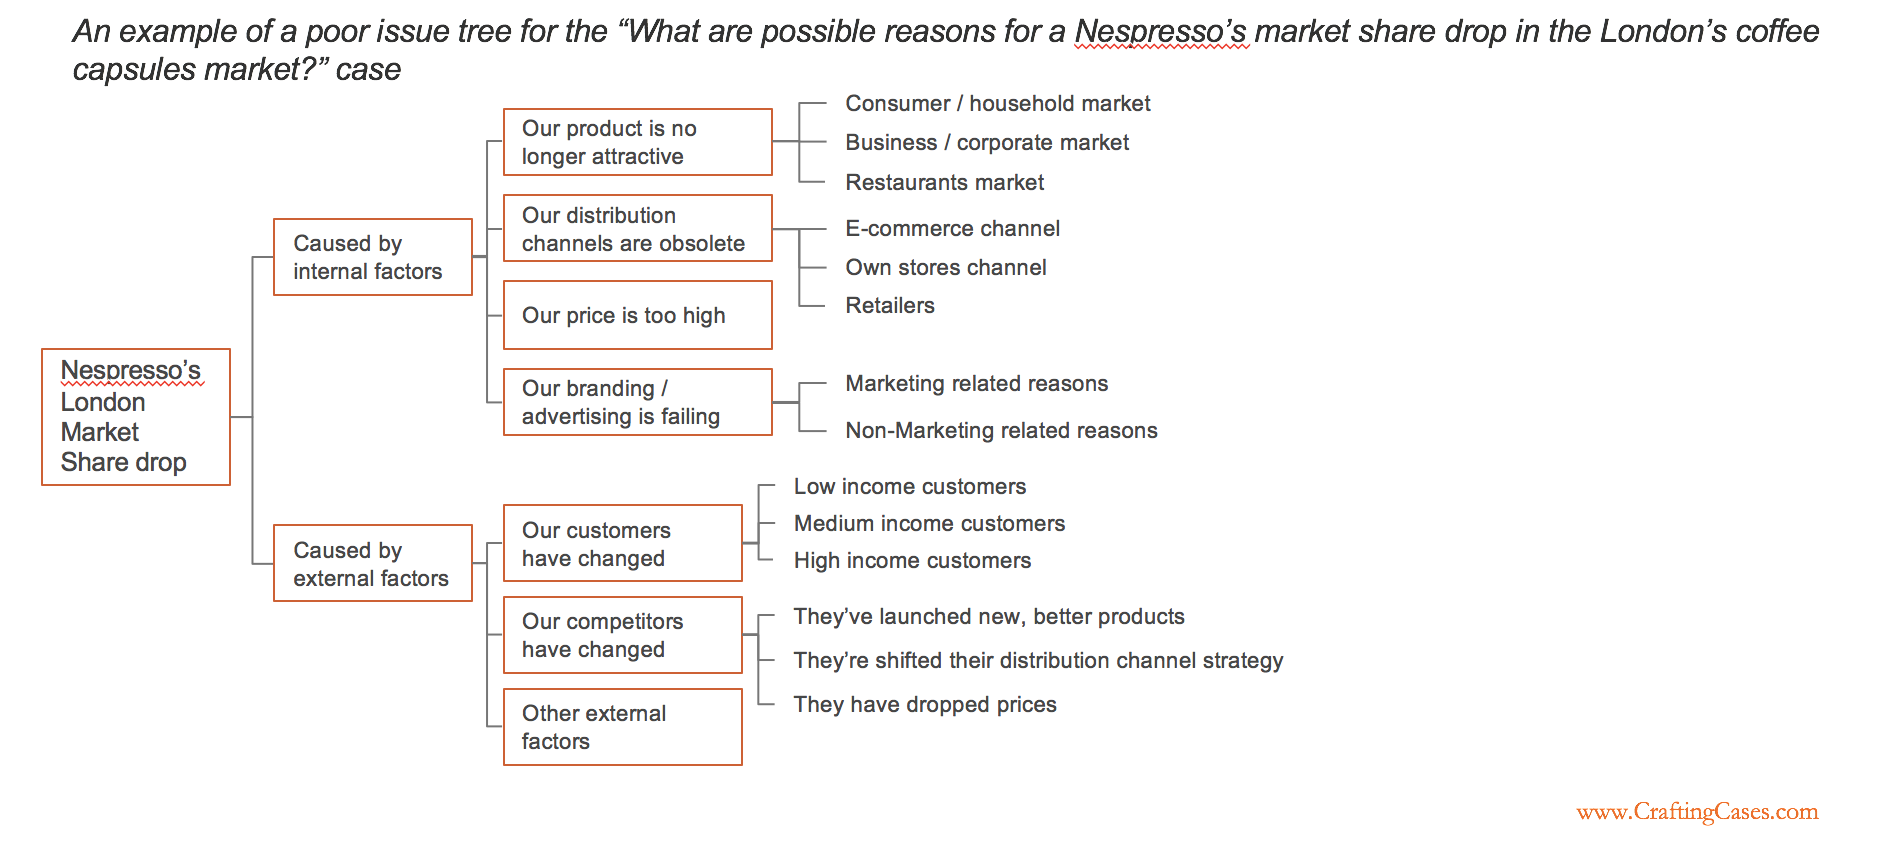 An example of a poor issue tree for the “What are possible reasons for a Nespresso’s market share drop in the London’s coffee
capsules market?” case
Nespresso’s
London
Market
Share drop
Caused by
internal factors
Our product is no
longer attractive
Consumer / household market
Business / corporate market
Restaurants market
Our distribution
channels are obsolete
E-commerce channel
Own stores channel
Retailers
Our price is too high
Our branding /
advertising is failing
Marketing related reasons
Non-Marketing related reasons
Caused by
external factors
Our customers
have changed
Low income customers
Medium income customers
High income customers
Our competitors
have changed
They’ve launched new, better products
They’re shifted their distribution channel strategy
They have dropped prices
Other external
factors
www.CraftingCases.com